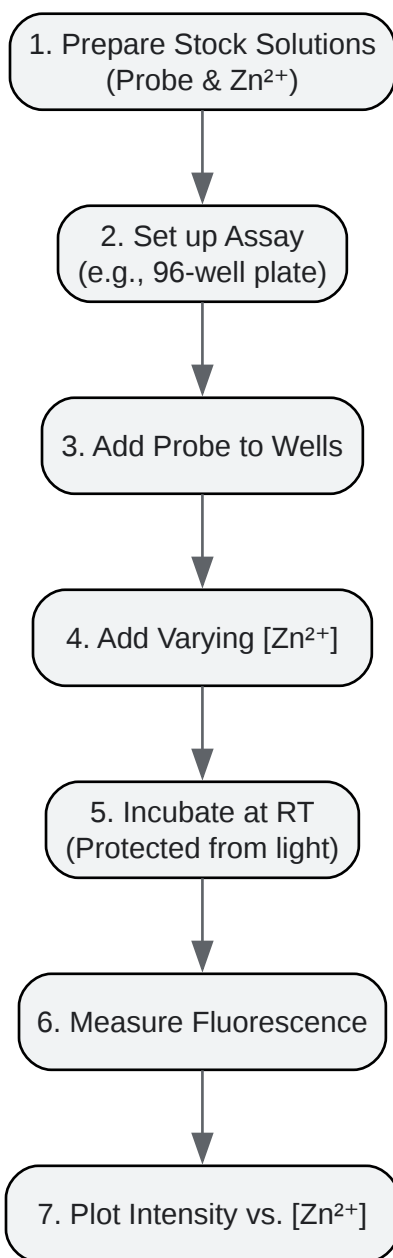 1. Prepare Stock Solutions
(Probe & Zn²⁺)
2. Set up Assay
(e.g., 96-well plate)
3. Add Probe to Wells
4. Add Varying [Zn²⁺]
5. Incubate at RT
(Protected from light)
6. Measure Fluorescence
7. Plot Intensity vs. [Zn²⁺]